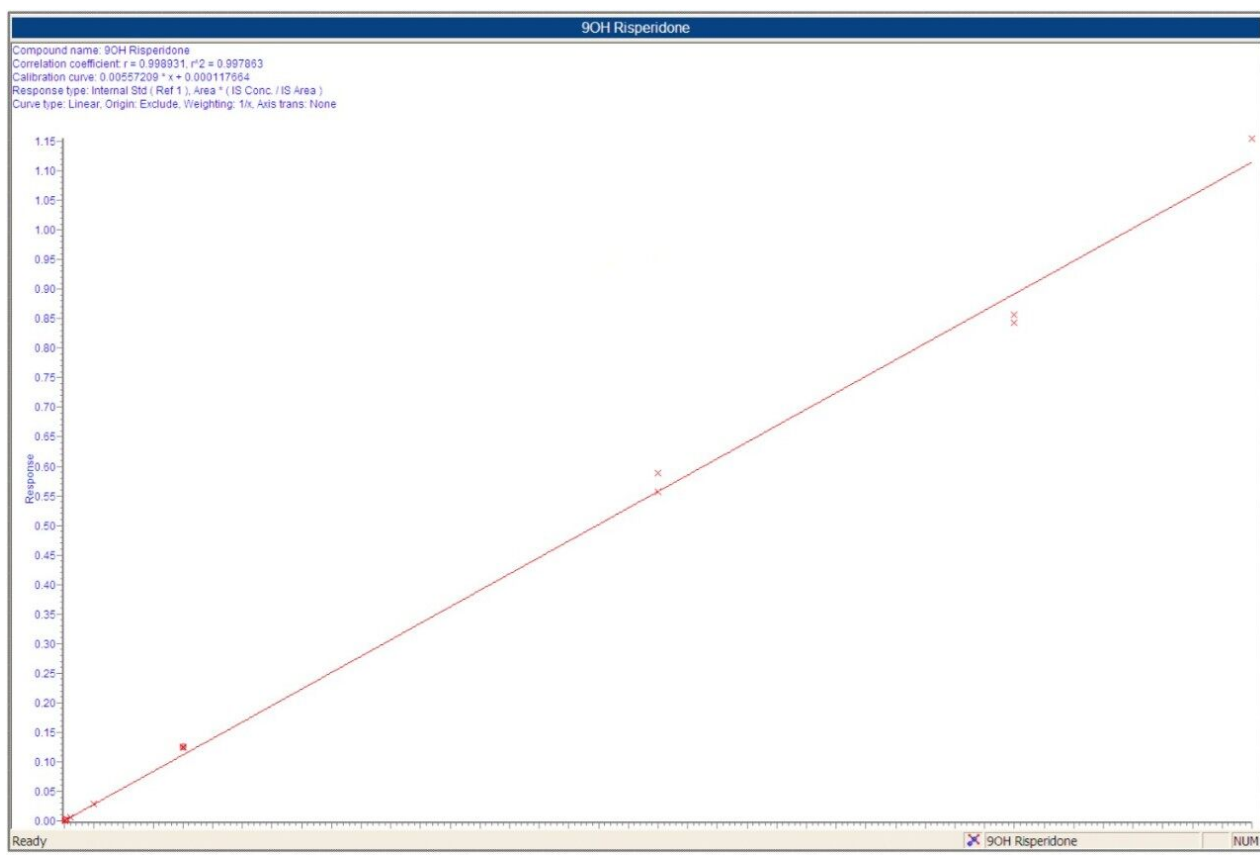 9OH Risperidone
Compound name: 9OH Risperidone
Correlation coefficient: r = 0.998931, r^2 = 0.997863
Calibration curve: 0.00557209 * x + 0.000117664
Response type: Internal Std ( Ref 1 ), Area * ( IS Conc. / IS Area )
Curve type: Linear, Origin: Exclude, Weighting: 1/x, Axis trans: None
1.15
1.10
1.05
1.00
0.95
0.90
0.85
0.80
0.75
0.70
0.65
0.60
Response
0.55
0.50
0.45
0.40
0.35
0.30
0.25
0.20
0.15
0.10
0.05
0.00
Ready
9OH Risperidone
NUM